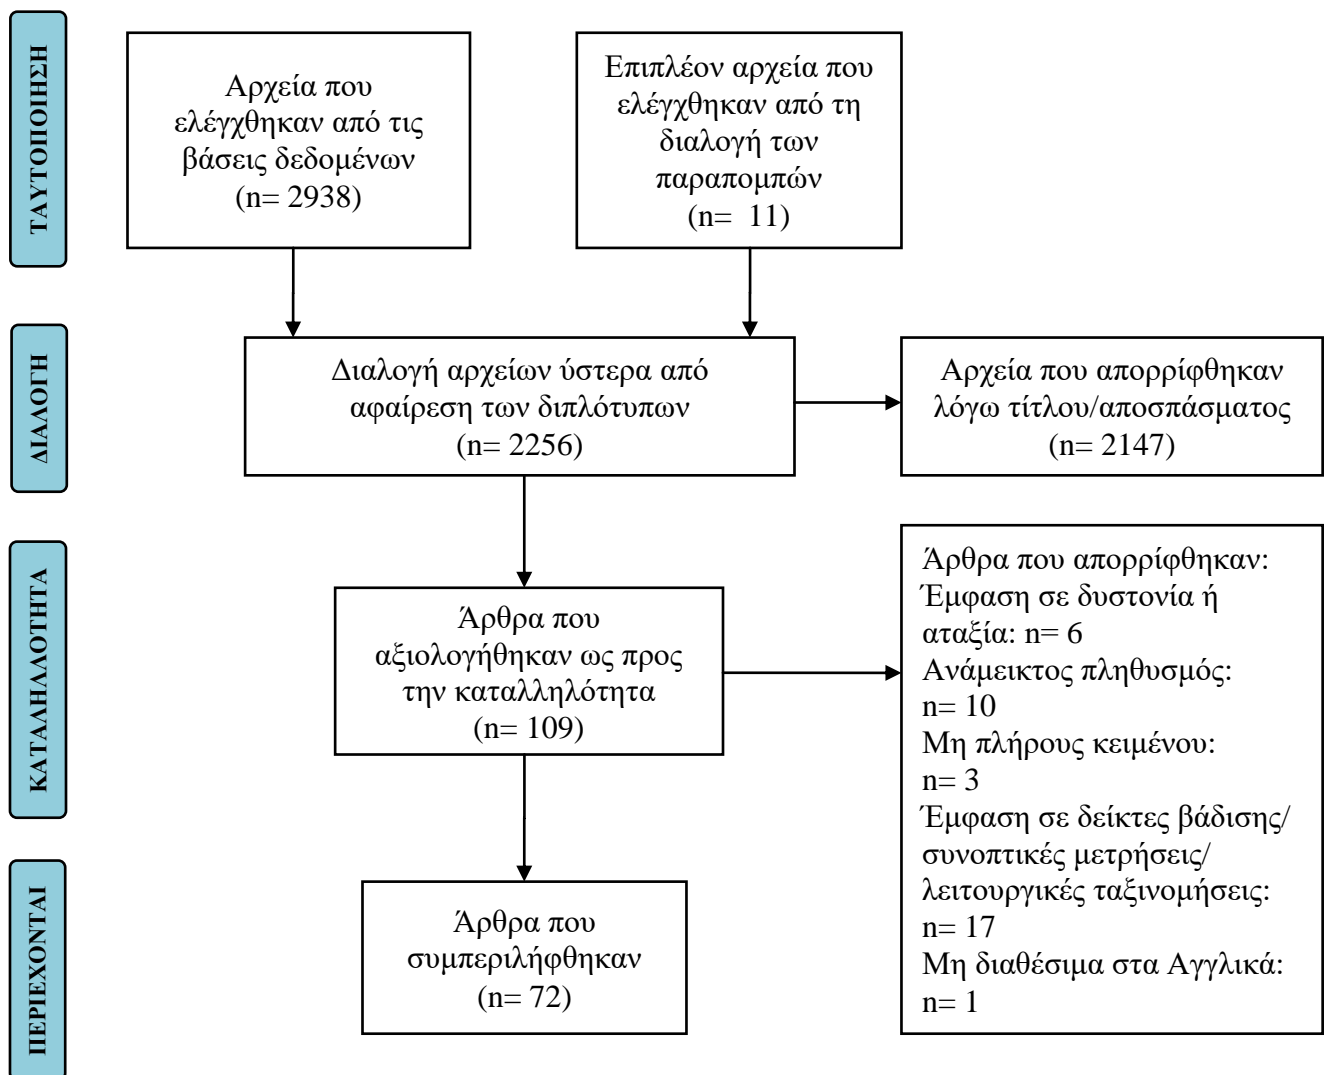 ΤΑΥΤΟΠΟΙΗΣΗ
Αρχεία που
ελέγχθηκαν από τις
βάσεις δεδομένων
(n= 2938)
Επιπλέον αρχεία που
ελέγχθηκαν από τη
διαλογή των
παραπομπών
(n= 11)
ΔΙΑΛΟΓΗ
Διαλογή αρχείων ύστερα από
αφαίρεση των διπλότυπων
(n= 2256)
Αρχεία που απορρίφθηκαν
λόγω τίτλου/αποσπάσματος
(n= 2147)
ΚΑΤΑΛΗΛΛΟΤΗΤΑ
Άρθρα που
αξιολογήθηκαν ως προς
την καταλληλότητα
(n= 109)
Άρθρα που απορρίφθηκαν:
Έμφαση σε δυστονία ή
αταξία: n= 6
Ανάμεικτος πληθυσμός:
n= 10
Μη πλήρους κειμένου:
n= 3
Έμφαση σε δείκτες βάδισης/
συνοπτικές μετρήσεις/
λειτουργικές ταξινομήσεις:
n= 17
Μη διαθέσιμα στα Αγγλικά:
n= 1
ΠΕΡΙΕΧΟΝΤΑΙ
Άρθρα που
συμπεριλήφθηκαν
(n= 72)